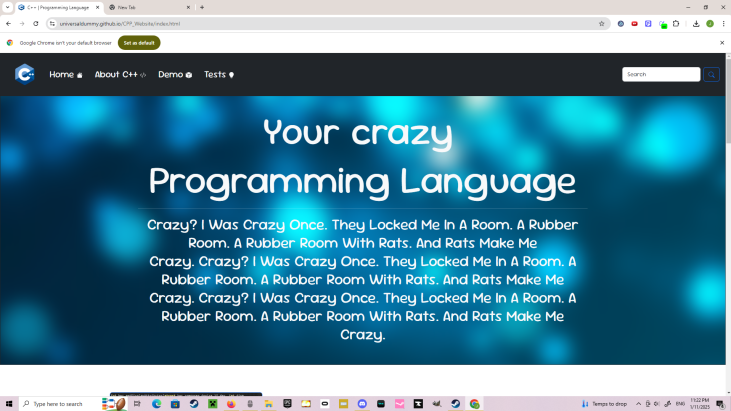 C++ | Programming Language
New Tab
universaldummy.github.io/CPP_Website/index.html
Google Chrome isn't your default browser
Set as default
Home
About C++ </>
Demo
Tests
Search
Your crazy
Programming Language
Crazy? I Was Crazy Once. They Locked Me In A Room. A Rubber
Room. A Rubber Room With Rats. And Rats Make Me
Crazy. Crazy? I Was Crazy Once. They Locked Me In A Room. A
Rubber Room. A Rubber Room With Rats. And Rats Make Me
Crazy. Crazy? I Was Crazy Once. They Locked Me In A Room. A
Rubber Room. A Rubber Room With Rats. And Rats Make Me
Crazy.
Type here to search
Temps to drop
ENG
11:22 PM
1/11/2025